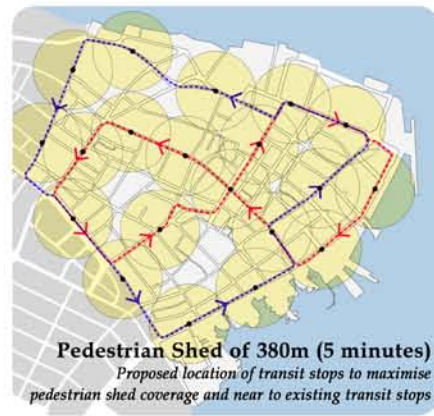 Pedestrian Shed of 380m (5 minutes)
Proposed location of transit stops to maximise
pedestrian shed coverage and near to existing transit stops